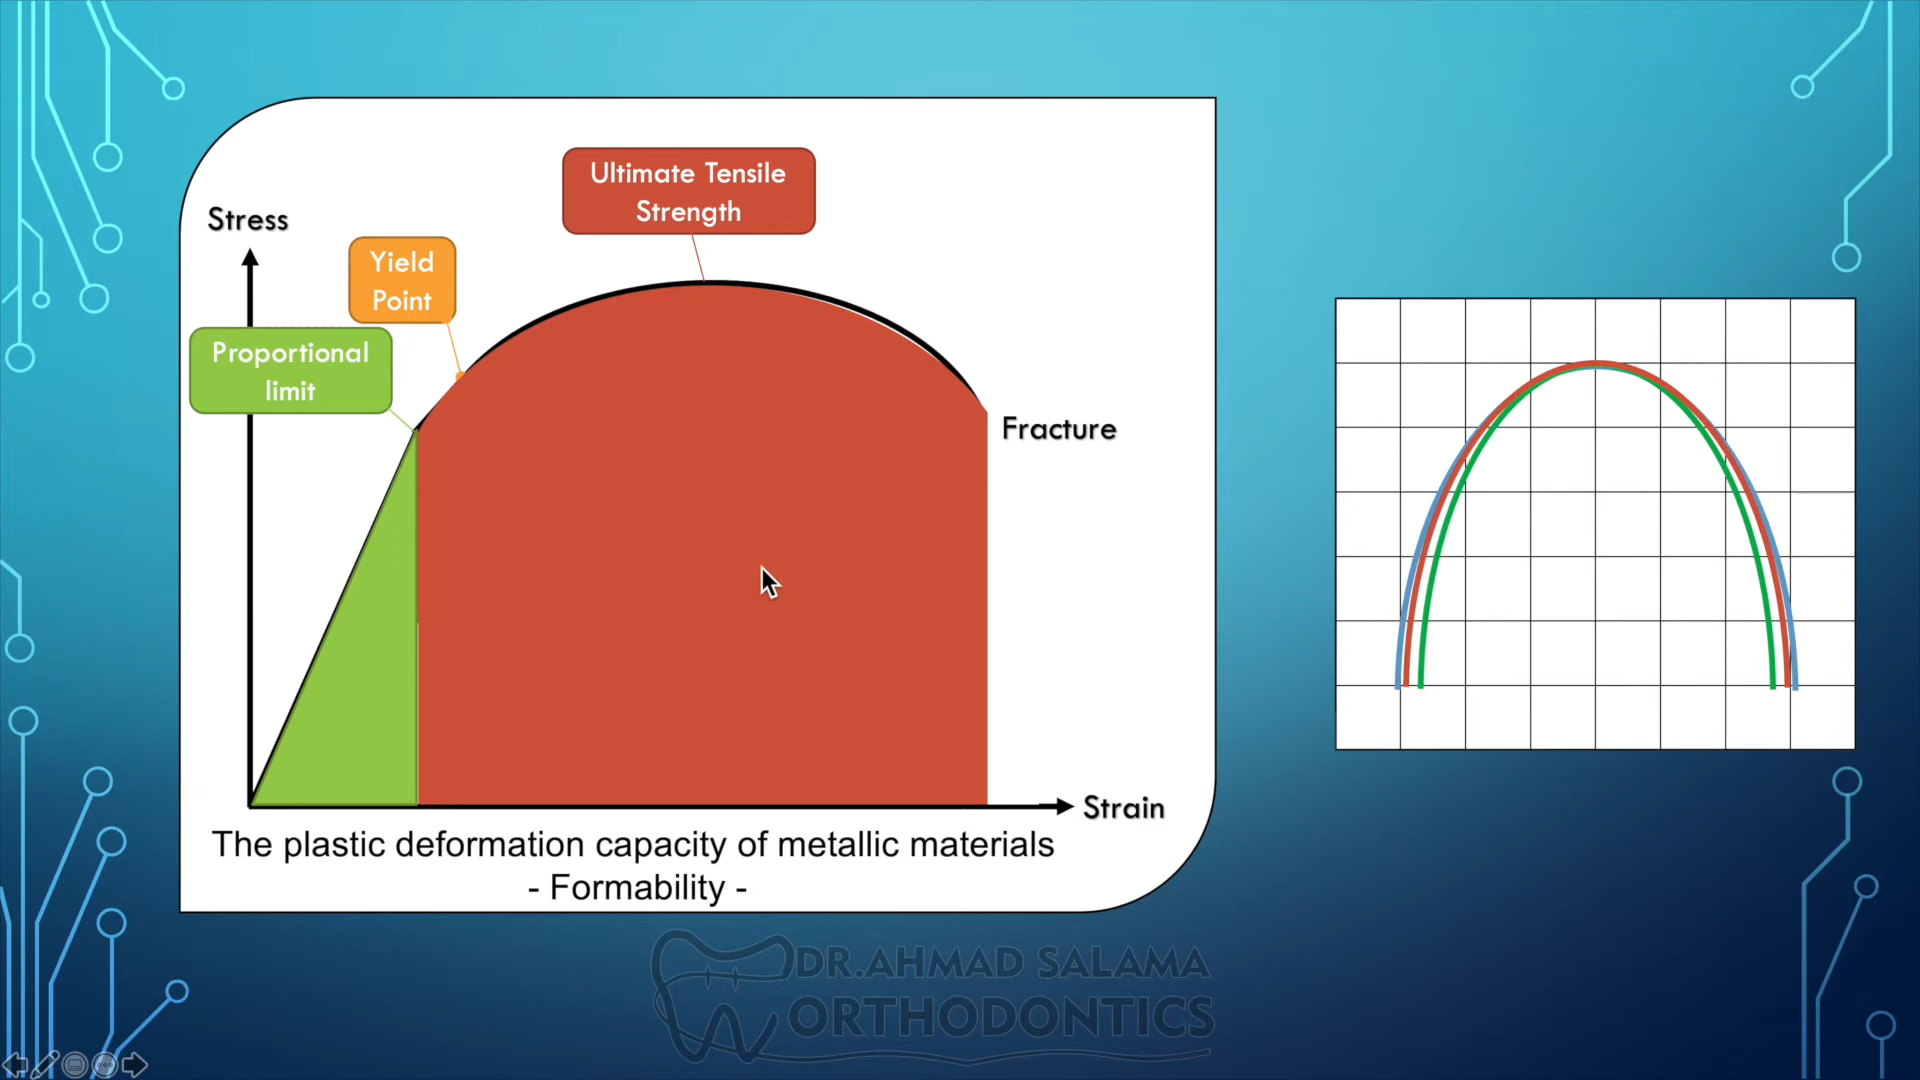 Ultimate Tensile
Strength
Stress
Yield
Point
Proportional
limit
Fracture
Strain
The plastic deformation capacity of metallic materials
- Formability -
DR.AHMAD SALAMA
ORTHODONTICS